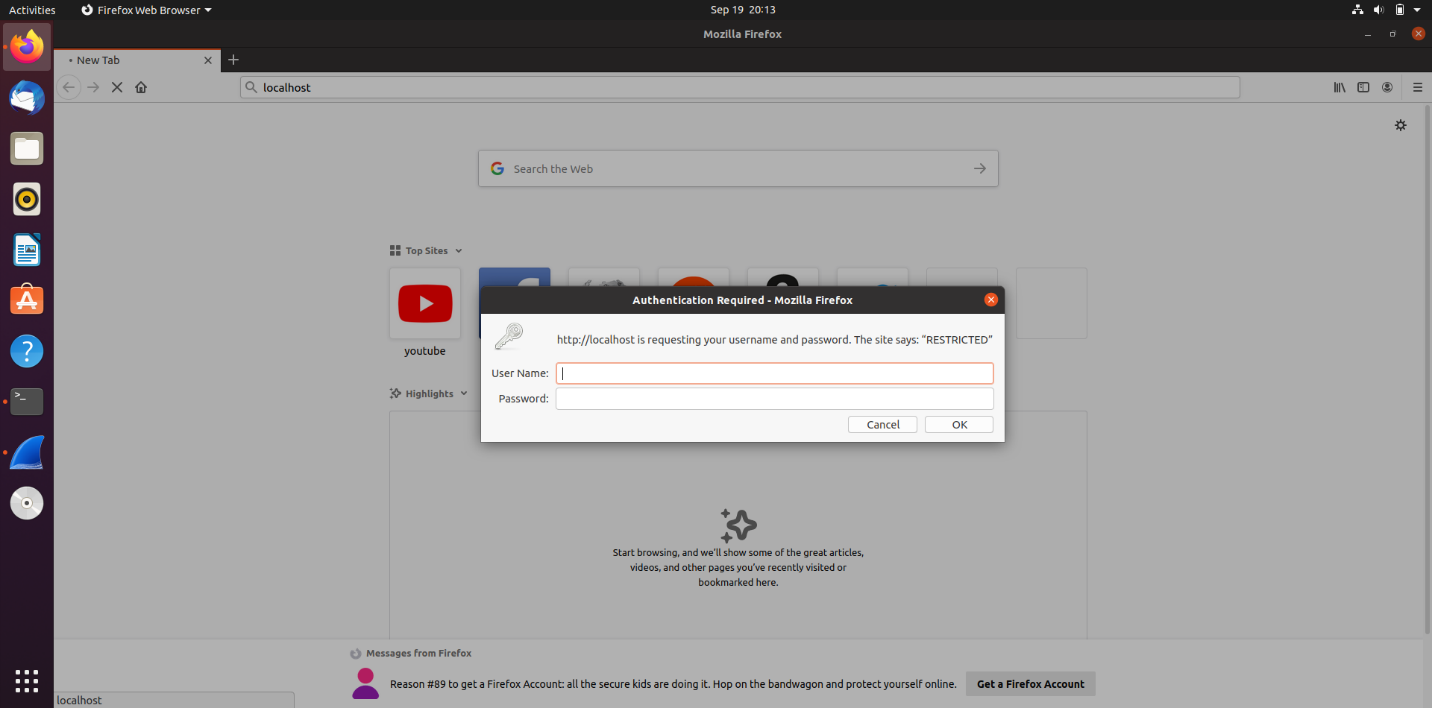 Activities
Firefox Web Browser
Sep 19 20:13
Mozilla Firefox
New Tab
localhost
Search the Web
Top Sites
youtube
Authentication Required - Mozilla Firefox
http://localhost is requesting your username and password. The site says: “RESTRICTED”
User Name:
Password:
Cancel
OK
Highlights
Start browsing, and we’ll show some of the great articles,
videos, and other pages you’ve recently visited or
bookmarked here.
Messages from Firefox
Reason #89 to get a Firefox Account: all the secure kids are doing it. Hop on the bandwagon and protect yourself online.
Get a Firefox Account
localhost